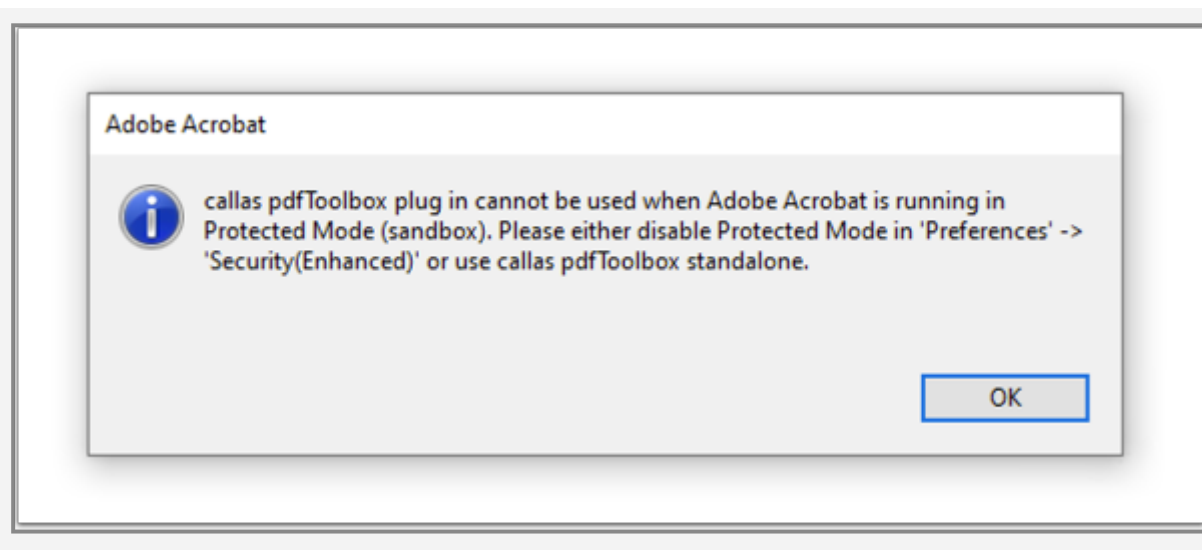 Adobe Acrobat
callas pdfToolbox plug in cannot be used when Adobe Acrobat is running in
Protected Mode (sandbox). Please either disable Protected Mode in 'Preferences' ->
'Security(Enhanced)' or use callas pdfToolbox standalone.
OK